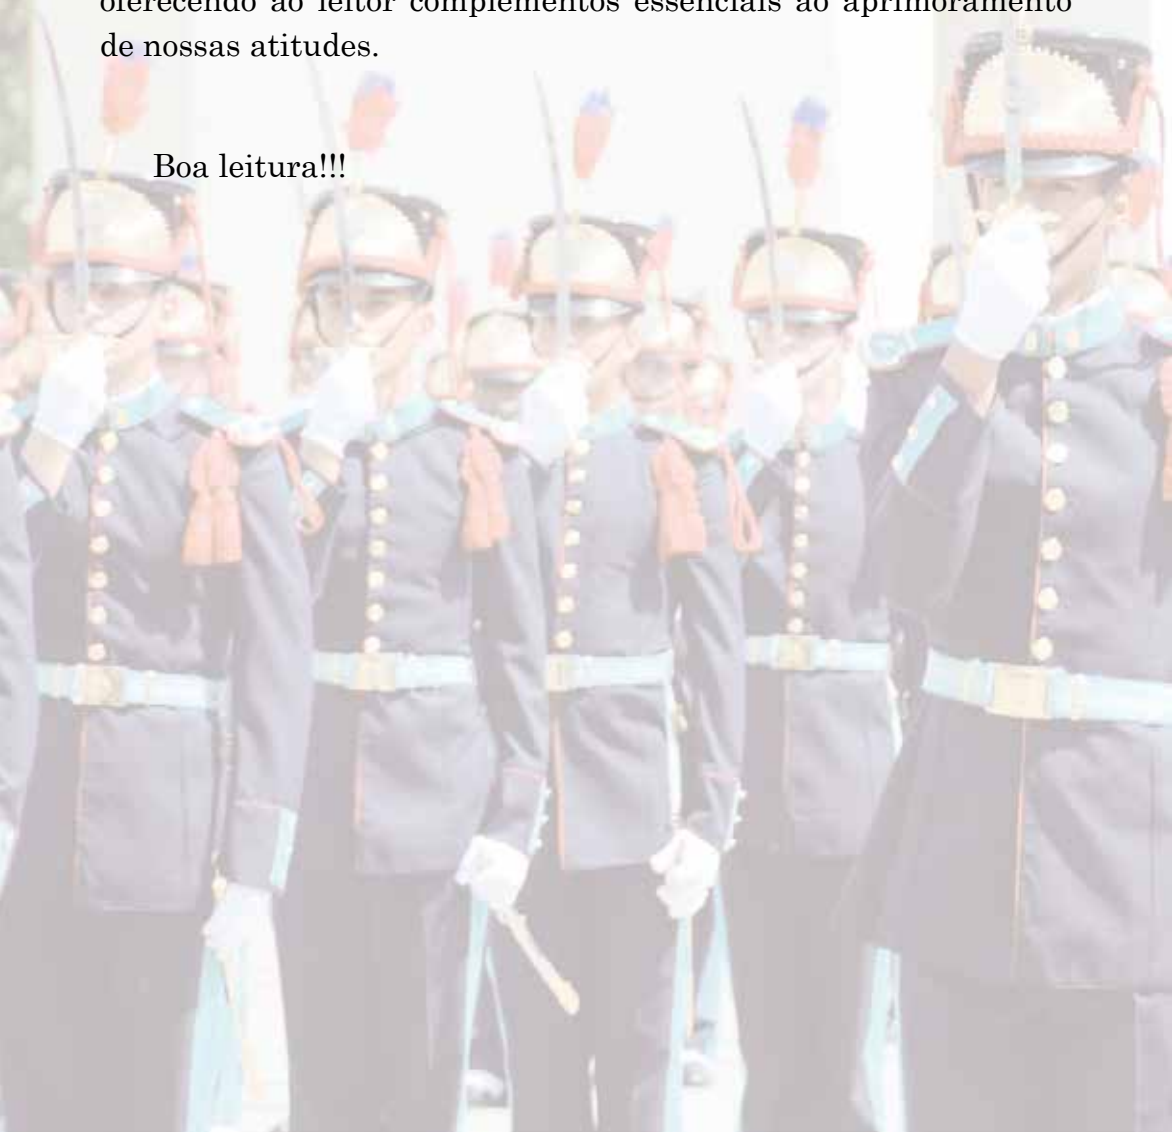 oferecendo ao leitor complementos essenciais ao aprimoramento
de nossas atitudes.
Boa leitura!!!